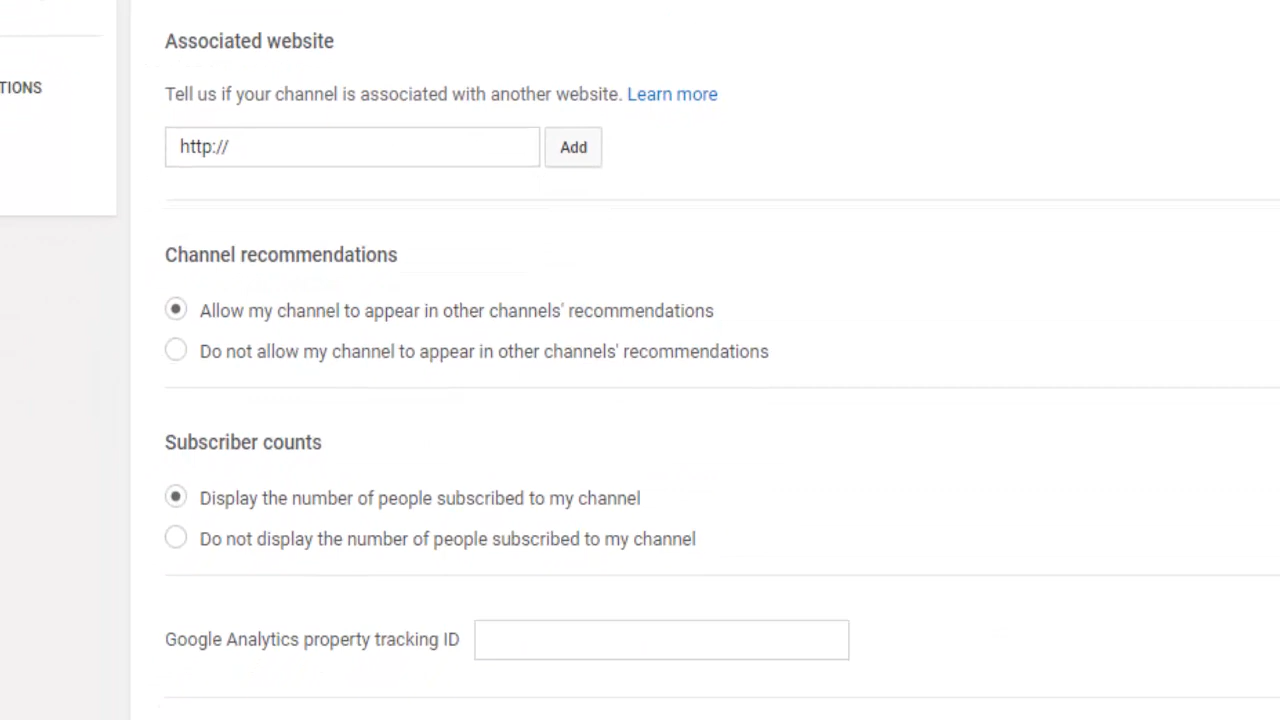 Associated website
TIONS
Tell us if your channel is associated with another website. Learn more
http://
Add
Channel recommendations
Allow my channel to appear in other channels' recommendations
Do not allow my channel to appear in other channels' recommendations
Subscriber counts
Display the number of people subscribed to my channel
Do not display the number of people subscribed to my channel
Google Analytics property tracking ID